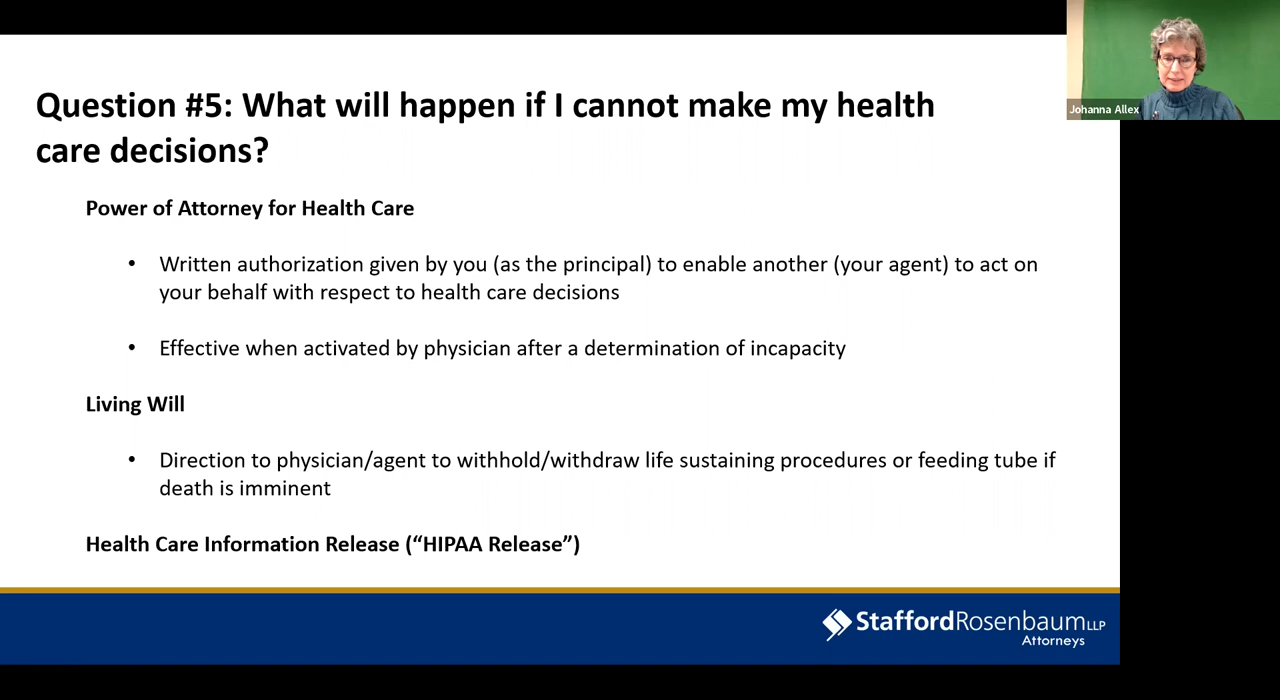 Question #5: What will happen if I cannot make my health
care decisions?
Power of Attorney for Health Care
• Written authorization given by you (as the principal) to enable another (your agent) to act on
your behalf with respect to health care decisions
• Effective when activated by physician after a determination of incapacity
Living Will
• Direction to physician/agent to withhold/withdraw life sustaining procedures or feeding tube if
death is imminent
Health Care Information Release (“HIPAA Release”)
StaffordRosenbaum LLP
Attorneys
Johanna Allex